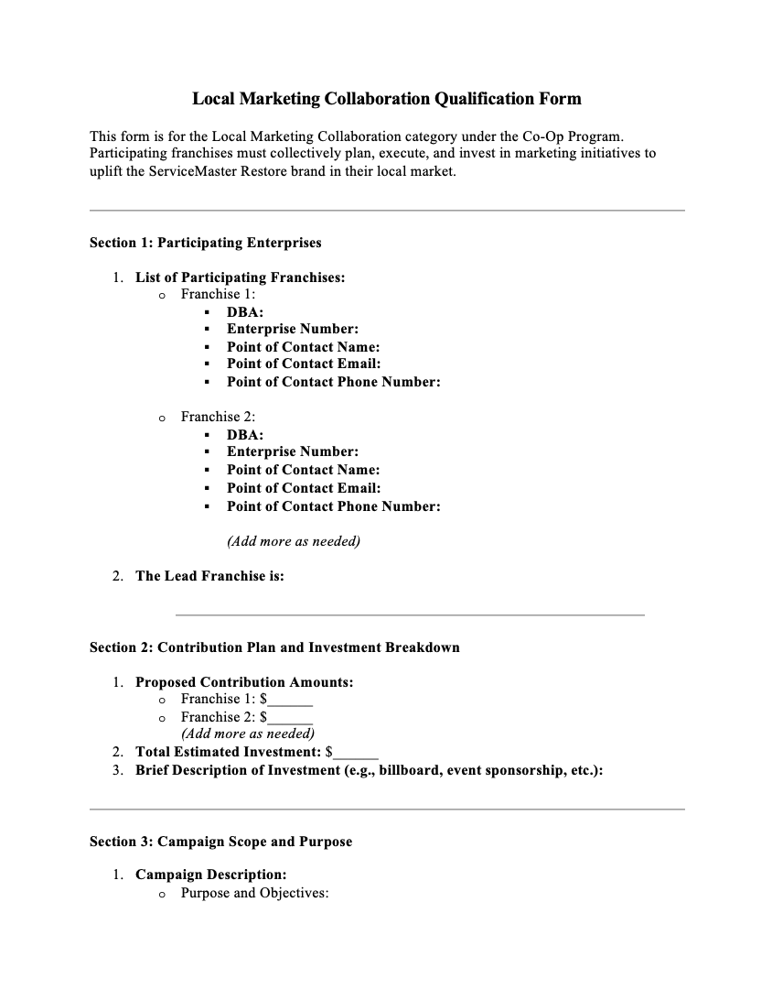 Local Marketing Collaboration Qualification Form
This form is for the Local Marketing Collaboration category under the Co-Op Program.
Participating franchises must collectively plan, execute, and invest in marketing initiatives to
uplift the ServiceMaster Restore brand in their local market.
Section 1: Participating Enterprises
1. List of Participating Franchises:
o Franchise 1:
▪ DBA:
▪ Enterprise Number:
▪ Point of Contact Name:
▪ Point of Contact Email:
▪ Point of Contact Phone Number:
o Franchise 2:
▪ DBA:
▪ Enterprise Number:
▪ Point of Contact Name:
▪ Point of Contact Email:
▪ Point of Contact Phone Number:
(Add more as needed)
2. The Lead Franchise is:
Section 2: Contribution Plan and Investment Breakdown
1. Proposed Contribution Amounts:
o Franchise 1: $______
o Franchise 2: $______
(Add more as needed)
2. Total Estimated Investment: $______
3. Brief Description of Investment (e.g., billboard, event sponsorship, etc.):
Section 3: Campaign Scope and Purpose
1. Campaign Description:
o Purpose and Objectives: